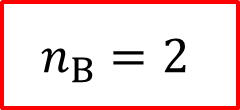 n_B = 2